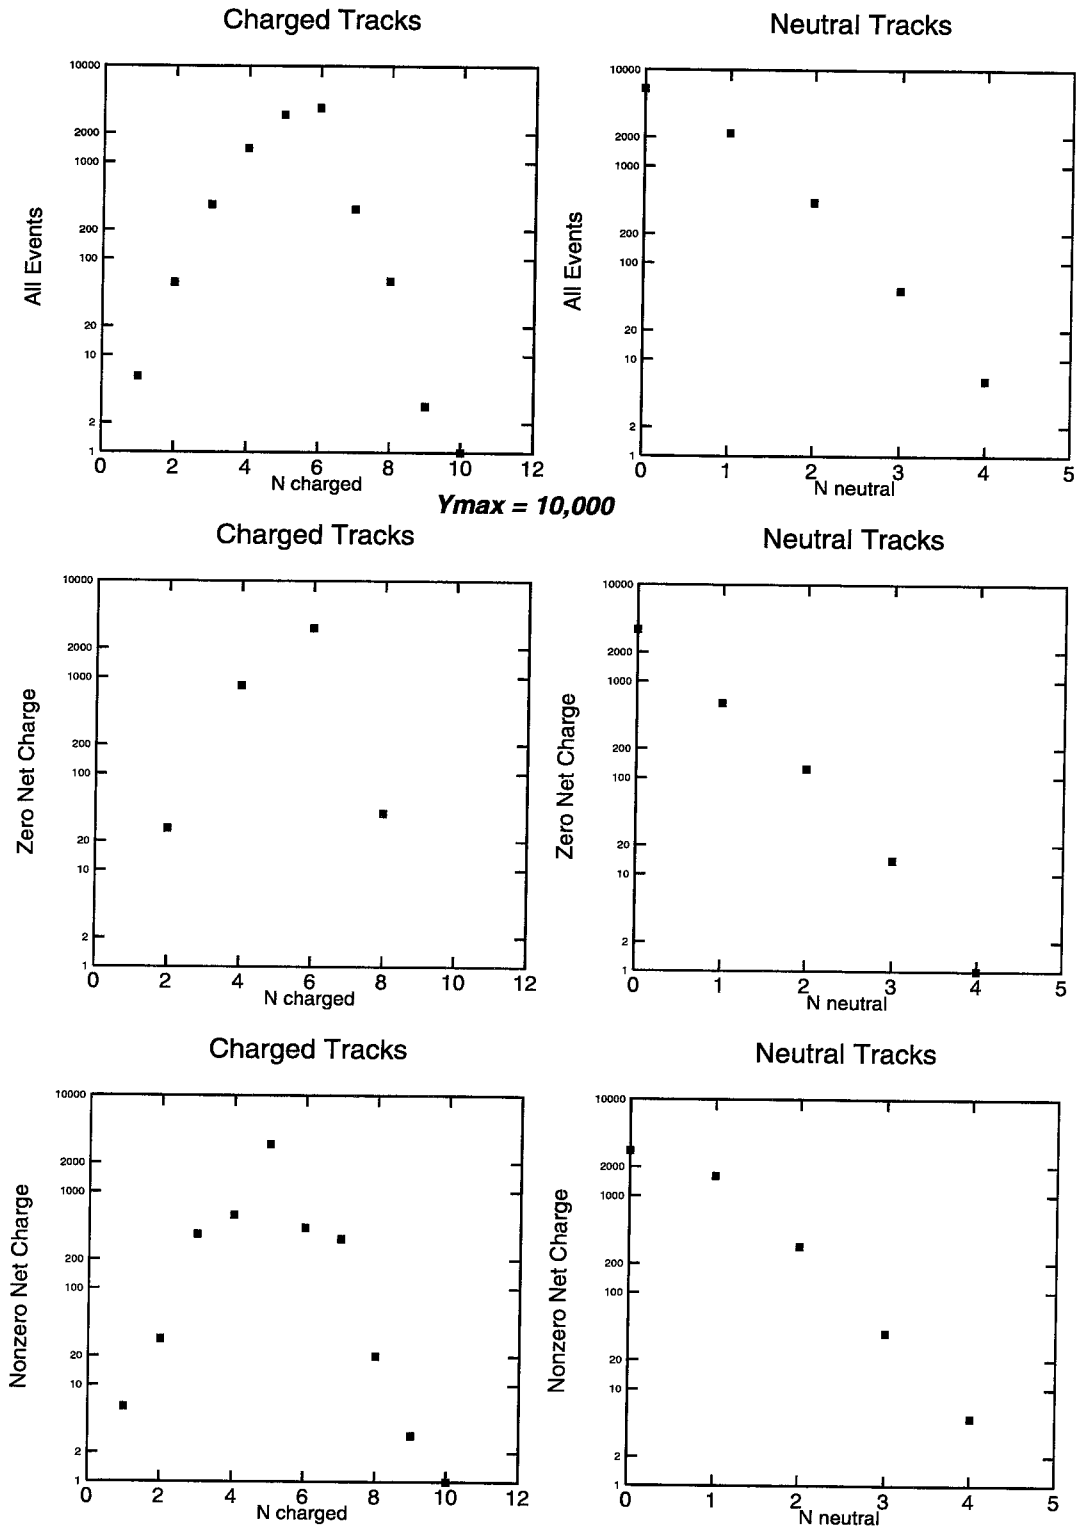 Charged Tracks
Neutral Tracks
10000
2000
1000
200
100
20
10
2
1
All Events
0 2 4 6 8 10 12
N charged
10000
2000
1000
200
100
20
10
2
1
All Events
0 1 2 3 4 5
N neutral
Ymax = 10,000
Charged Tracks
Neutral Tracks
10000
2000
1000
200
100
20
10
2
1
Zero Net Charge
0 2 4 6 8 10 12
N charged
10000
2000
1000
200
100
20
10
2
1
Zero Net Charge
0 1 2 3 4 5
N neutral
Charged Tracks
Neutral Tracks
10000
2000
1000
200
100
20
10
2
1
Nonzero Net Charge
0 2 4 6 8 10 12
N charged
10000
2000
1000
200
100
20
10
2
1
Nonzero Net Charge
0 1 2 3 4 5
N neutral